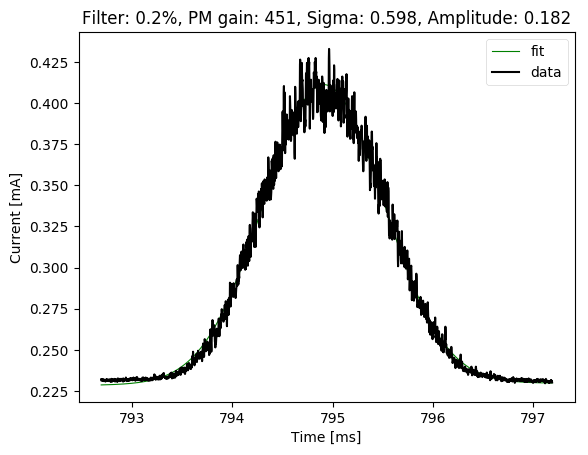 Filter: 0.2%, PM gain: 451, Sigma: 0.598, Amplitude: 0.182
fit
data
0.425
0.400
0.375
0.350
0.325
0.300
0.275
0.250
0.225
Current [mA]
793 794 795 796 797
Time [ms]